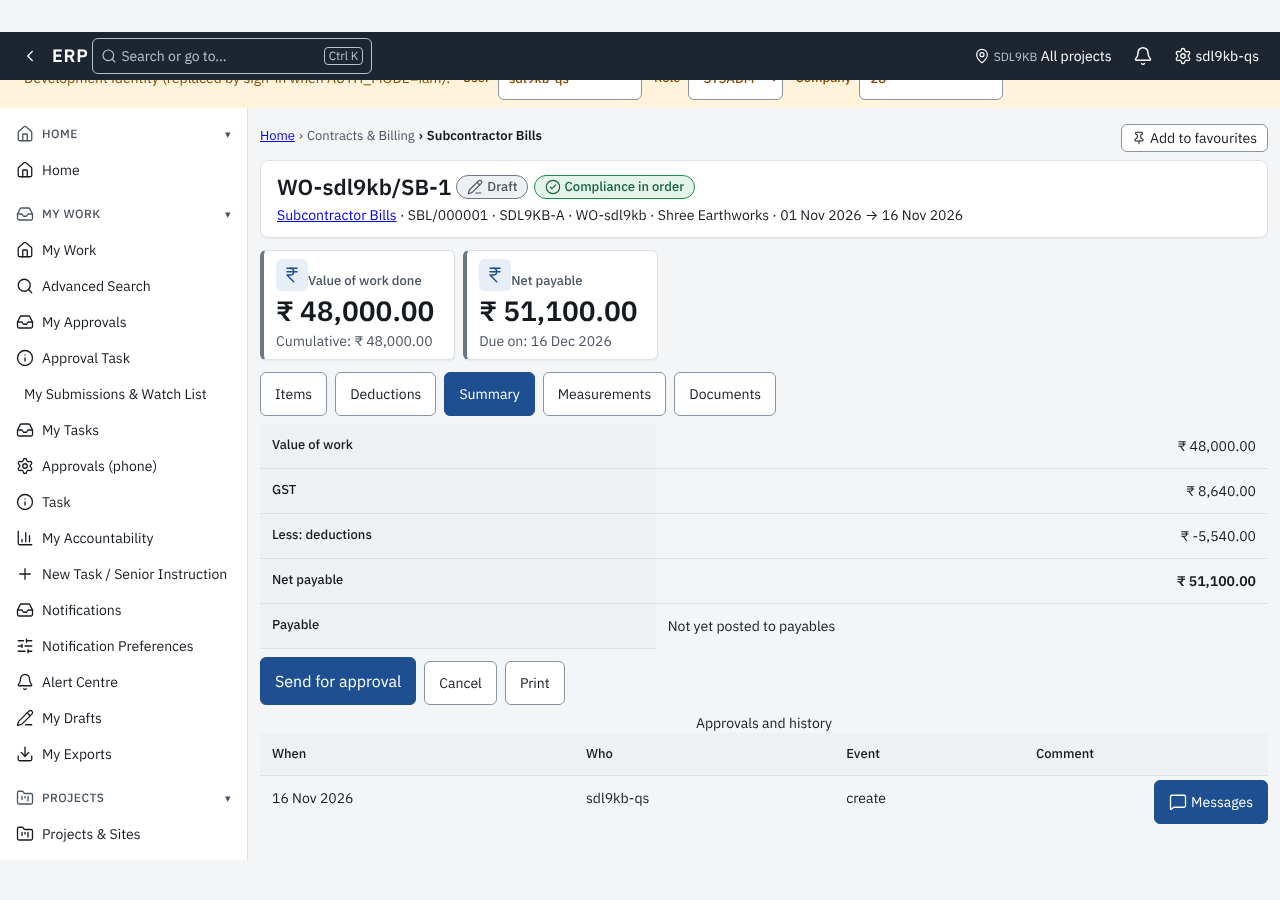 ERP Search or go to... Ctrl K SDL9KB All projects sdl9kb-qs
HOME
Home
MY WORK
My Work
Advanced Search
My Approvals
Approval Task
My Submissions & Watch List
My Tasks
Approvals (phone)
Task
My Accountability
New Task / Senior Instruction
Notifications
Notification Preferences
Alert Centre
My Drafts
My Exports
PROJECTS
Projects & Sites
Home › Contracts & Billing › Subcontractor Bills
Add to favourites
WO-sdl9kb/SB-1 Draft Compliance in order
Subcontractor Bills · SBL/000001 · SDL9KB-A · WO-sdl9kb · Shree Earthworks · 01 Nov 2026 → 16 Nov 2026
₹ Value of work done
₹ 48,000.00
Cumulative: ₹ 48,000.00
₹ Net payable
₹ 51,100.00
Due on: 16 Dec 2026
Items Deductions Summary Measurements Documents
Value of work ₹ 48,000.00
GST ₹ 8,640.00
Less: deductions ₹ -5,540.00
Net payable ₹ 51,100.00
Payable Not yet posted to payables
Send for approval Cancel Print
Approvals and history
When Who Event Comment
16 Nov 2026 sdl9kb-qs create
Messages